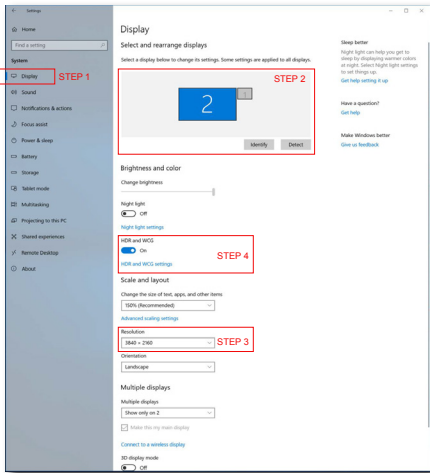 Settings
Home
Find a setting
System
Display
STEP 1
Sound
Notifications & actions
Focus assist
Power & sleep
Battery
Storage
Tablet mode
Multitasking
Projecting to this PC
Shared experiences
Remote Desktop
About
Display
Select and rearrange displays
Select a display below to change its settings. Some settings are applied to all displays.
STEP 2
2
1
Identify
Detect
Brightness and color
Change brightness
Night light
Off
Night light settings
HDR and WCG
On
STEP 4
HDR and WCG settings
Scale and layout
Change the size of text, apps, and other items
150% (Recommended)
Advanced scaling settings
Resolution
3840 × 2160
STEP 3
Orientation
Landscape
Multiple displays
Multiple displays
Show only on 2
Make this my main display
Connect to a wireless display
3D display mode
Off
Sleep better
Night light can help you get to
sleep by displaying warmer colors
at night. Select Night light settings
to set things up.
Get help setting it up
Have a question?
Get help
Make Windows better
Give us feedback